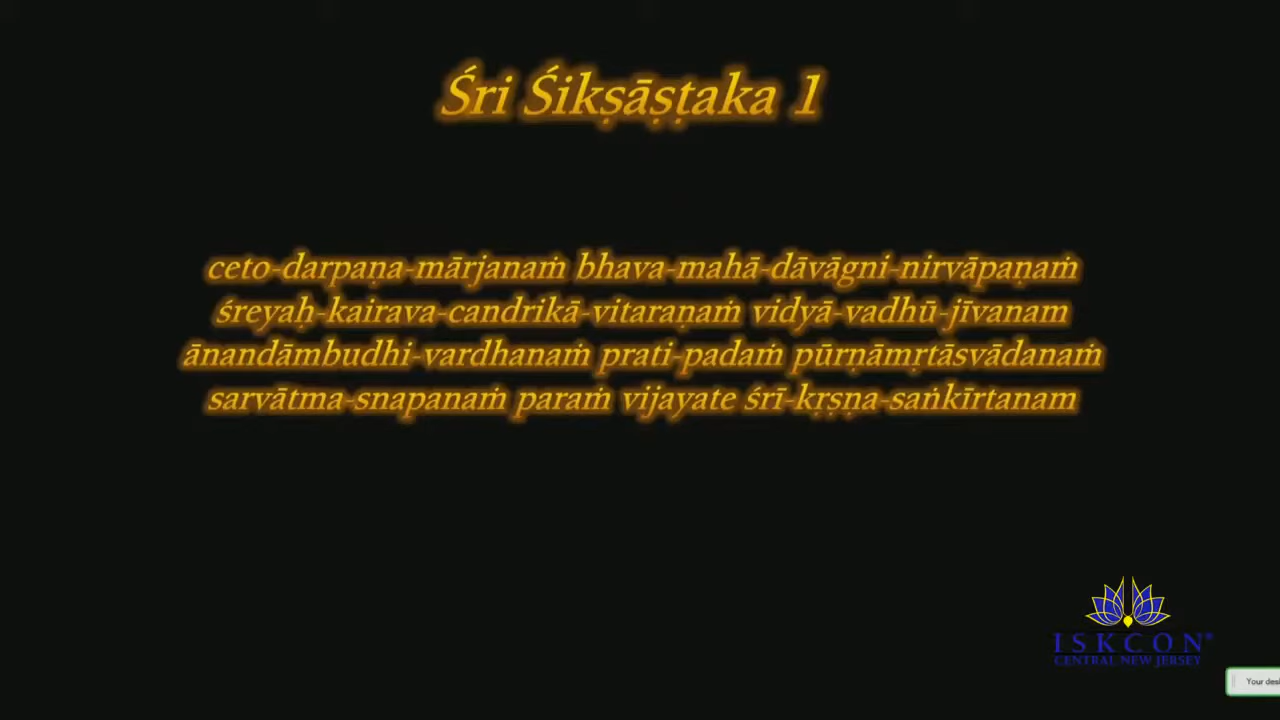 Śri Śikṣāṣṭaka 1
ceto-darpaṇa-mārjanaṁ bhava-mahā-dāvāgni-nirvāpaṇaṁ
śreyaḥ-kairava-candrikā-vitaraṇaṁ vidyā-vadhū-jīvanam
ānandāmbudhi-vardhanaṁ prati-padaṁ pūrṇāmṛtāsvādanaṁ
sarvātma-snapanaṁ paraṁ vijayate śrī-kṛṣṇa-saṅkīrtanam
ISKCON®
CENTRAL NEW JERSEY
Your